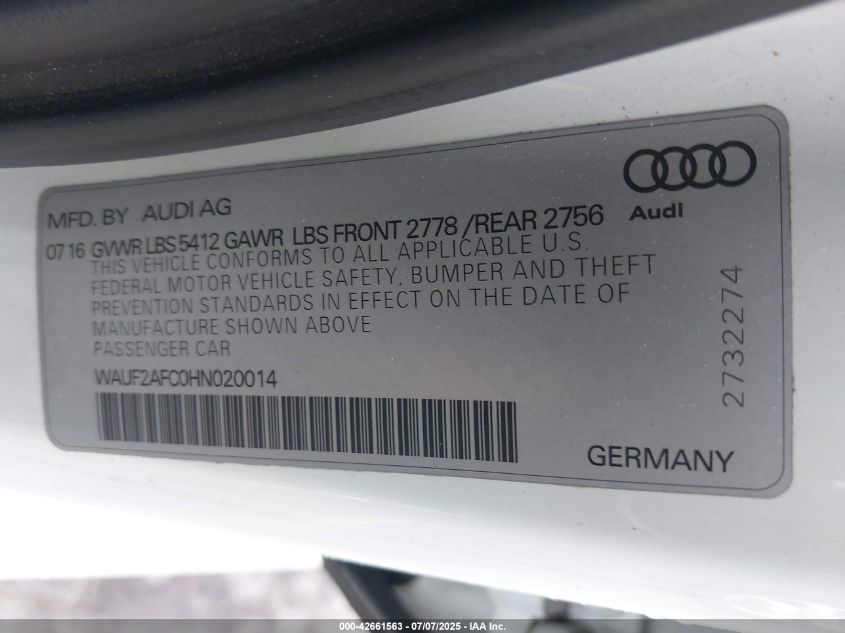 MFD. BY AUDI AG
Audi
07 16 GVWR LBS 5412 GAWR LBS FRONT 2778 /REAR 2756
THIS VEHICLE CONFORMS TO ALL APPLICABLE U.S.
FEDERAL MOTOR VEHICLE SAFETY, BUMPER AND THEFT
PREVENTION STANDARDS IN EFFECT ON THE DATE OF
MANUFACTURE SHOWN ABOVE
PASSENGER CAR
WAUF2AFC0HN020014
2732274
GERMANY
000-42661563 - 07/07/2025 - IAA Inc.